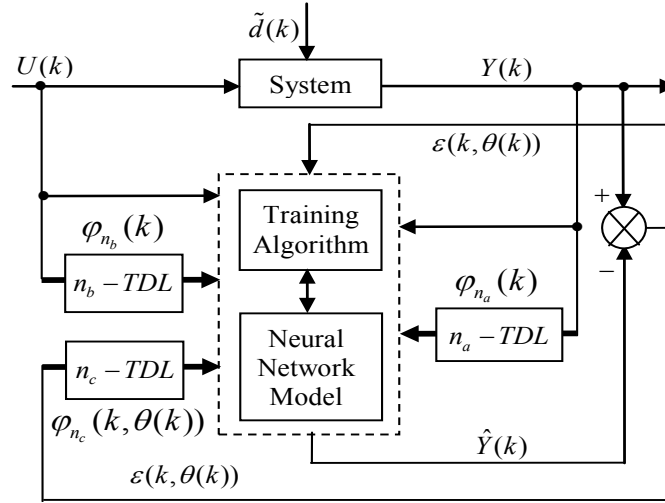 d̃(k)
U(k)
System
Y(k)
ε(k,θ(k))
Training
Algorithm
+
−
φ_{n_b}(k)
n_b − TDL
φ_{n_a}(k)
n_a − TDL
Neural
Network
Model
n_c − TDL
φ_{n_c}(k,θ(k))
Ŷ(k)
ε(k,θ(k))